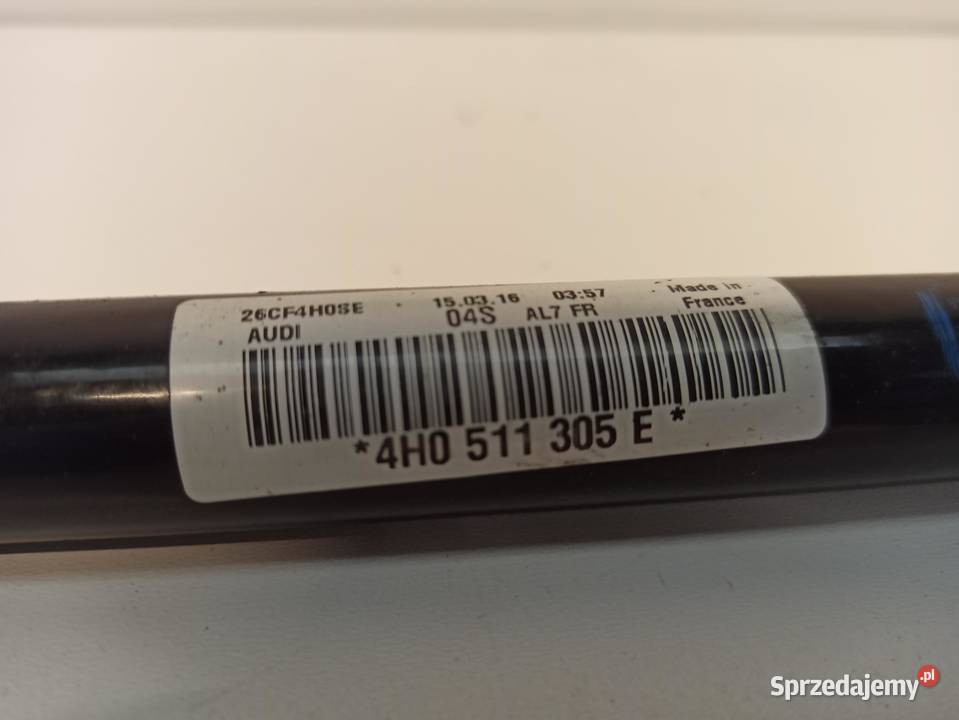 26CF4H0SE 15.03.16 03:57 Made in
AUDI 04S AL7 FR France
*4H0 511 305 E *
Sprzedajemy.pl